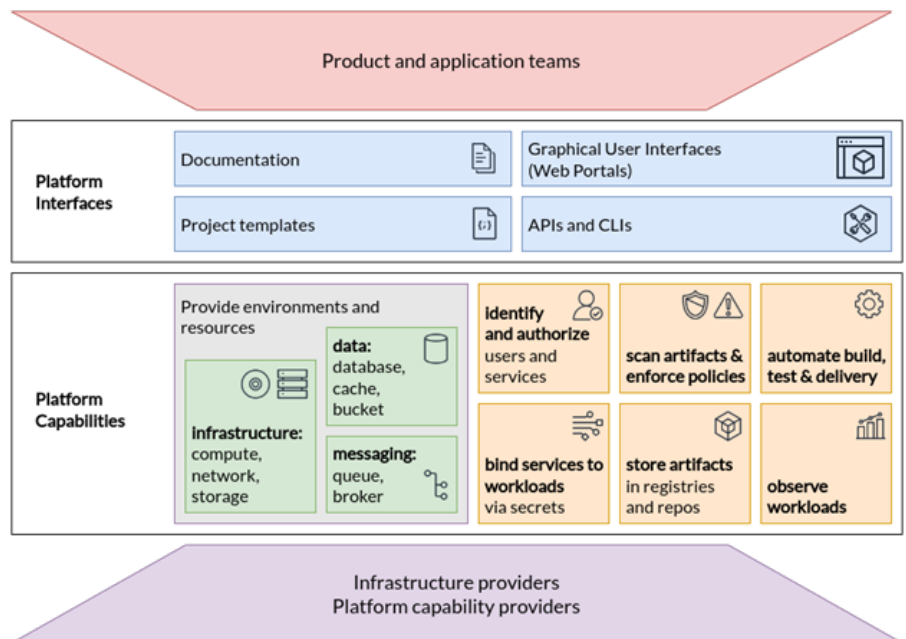 Product and application teams
Platform
Interfaces
Documentation
Graphical User Interfaces
(Web Portals)
Project templates
APIs and CLIs
Platform
Capabilities
Provide environments and
resources
infrastructure:
compute,
network,
storage
data:
database,
cache,
bucket
messaging:
queue,
broker
identify
and authorize
users and
services
scan artifacts &
enforce policies
automate build,
test & delivery
bind services to
workloads
via secrets
store artifacts
in registries
and repos
observe
workloads
Infrastructure providers
Platform capability providers